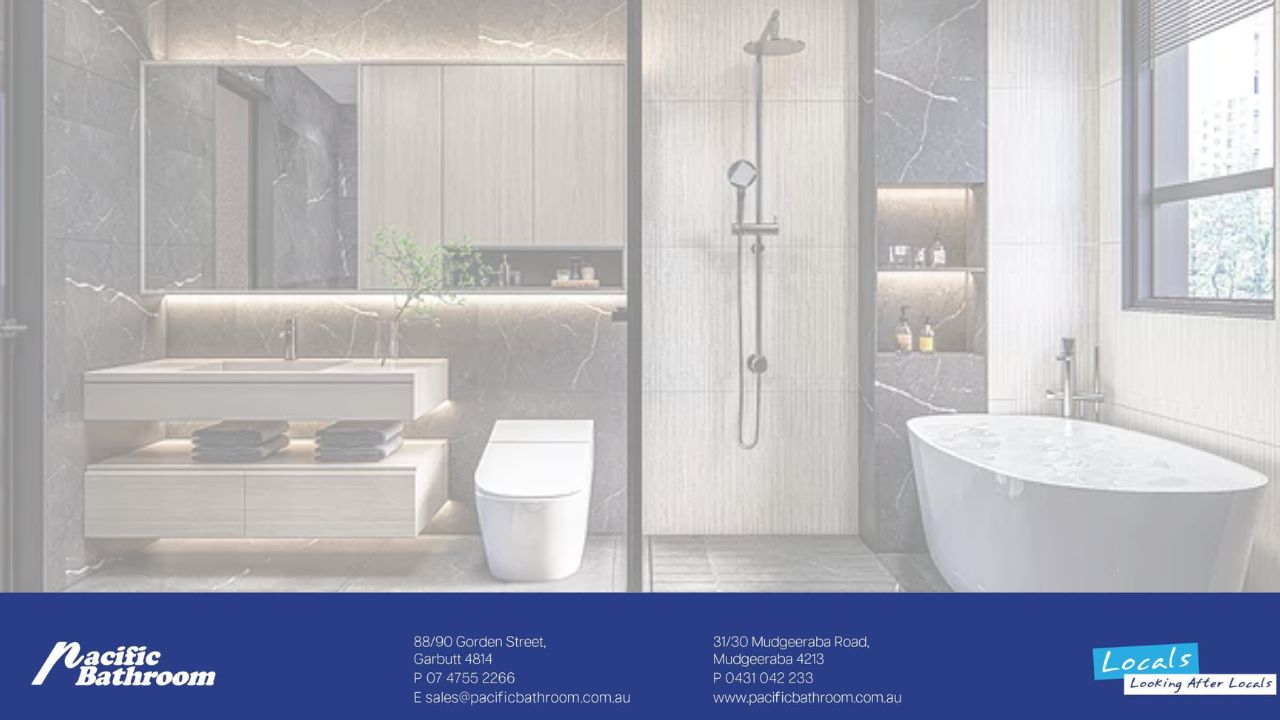 Pacific
Bathroom
88/90 Gorden Street,
Garbutt 4814
P 07 4755 2266
E sales@pacificbathroom.com.au
31/30 Mudgeeraba Road,
Mudgeeraba 4213
P 0431 042 233
www.pacificbathroom.com.au
Locals
Looking After Locals